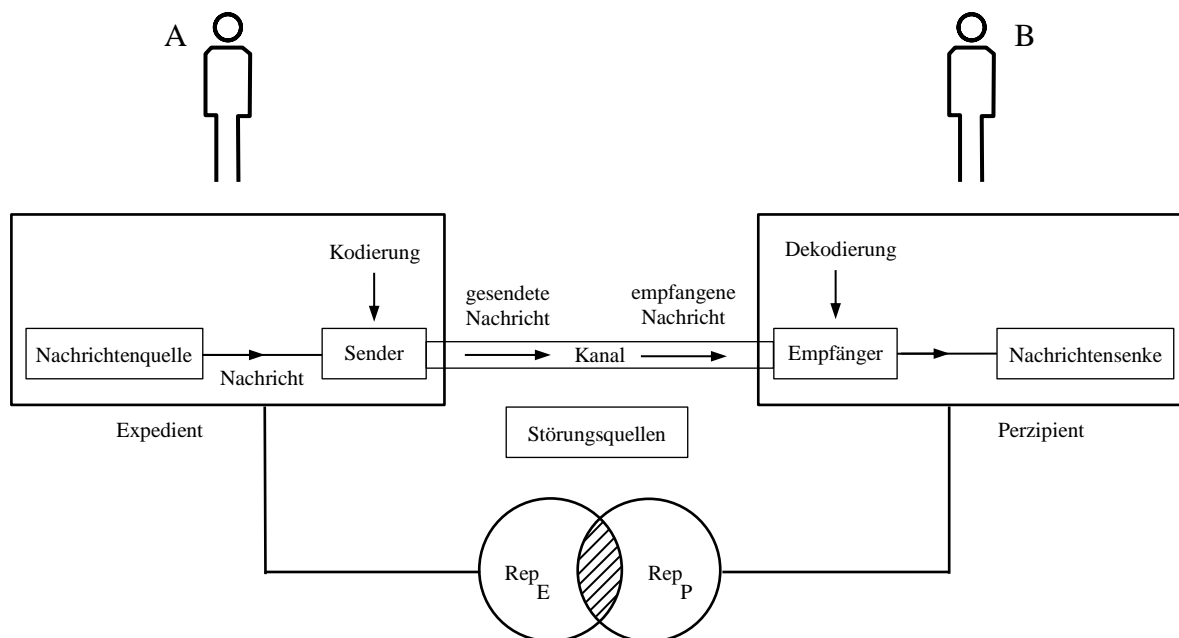 A
B
Kodierung
Dekodierung
gesendete
Nachricht
empfangene
Nachricht
Nachrichtenquelle
Nachricht
Sender
Kanal
Empfänger
Nachrichtensenke
Expedient
Störungsquellen
Perzipient
Rep E
Rep P